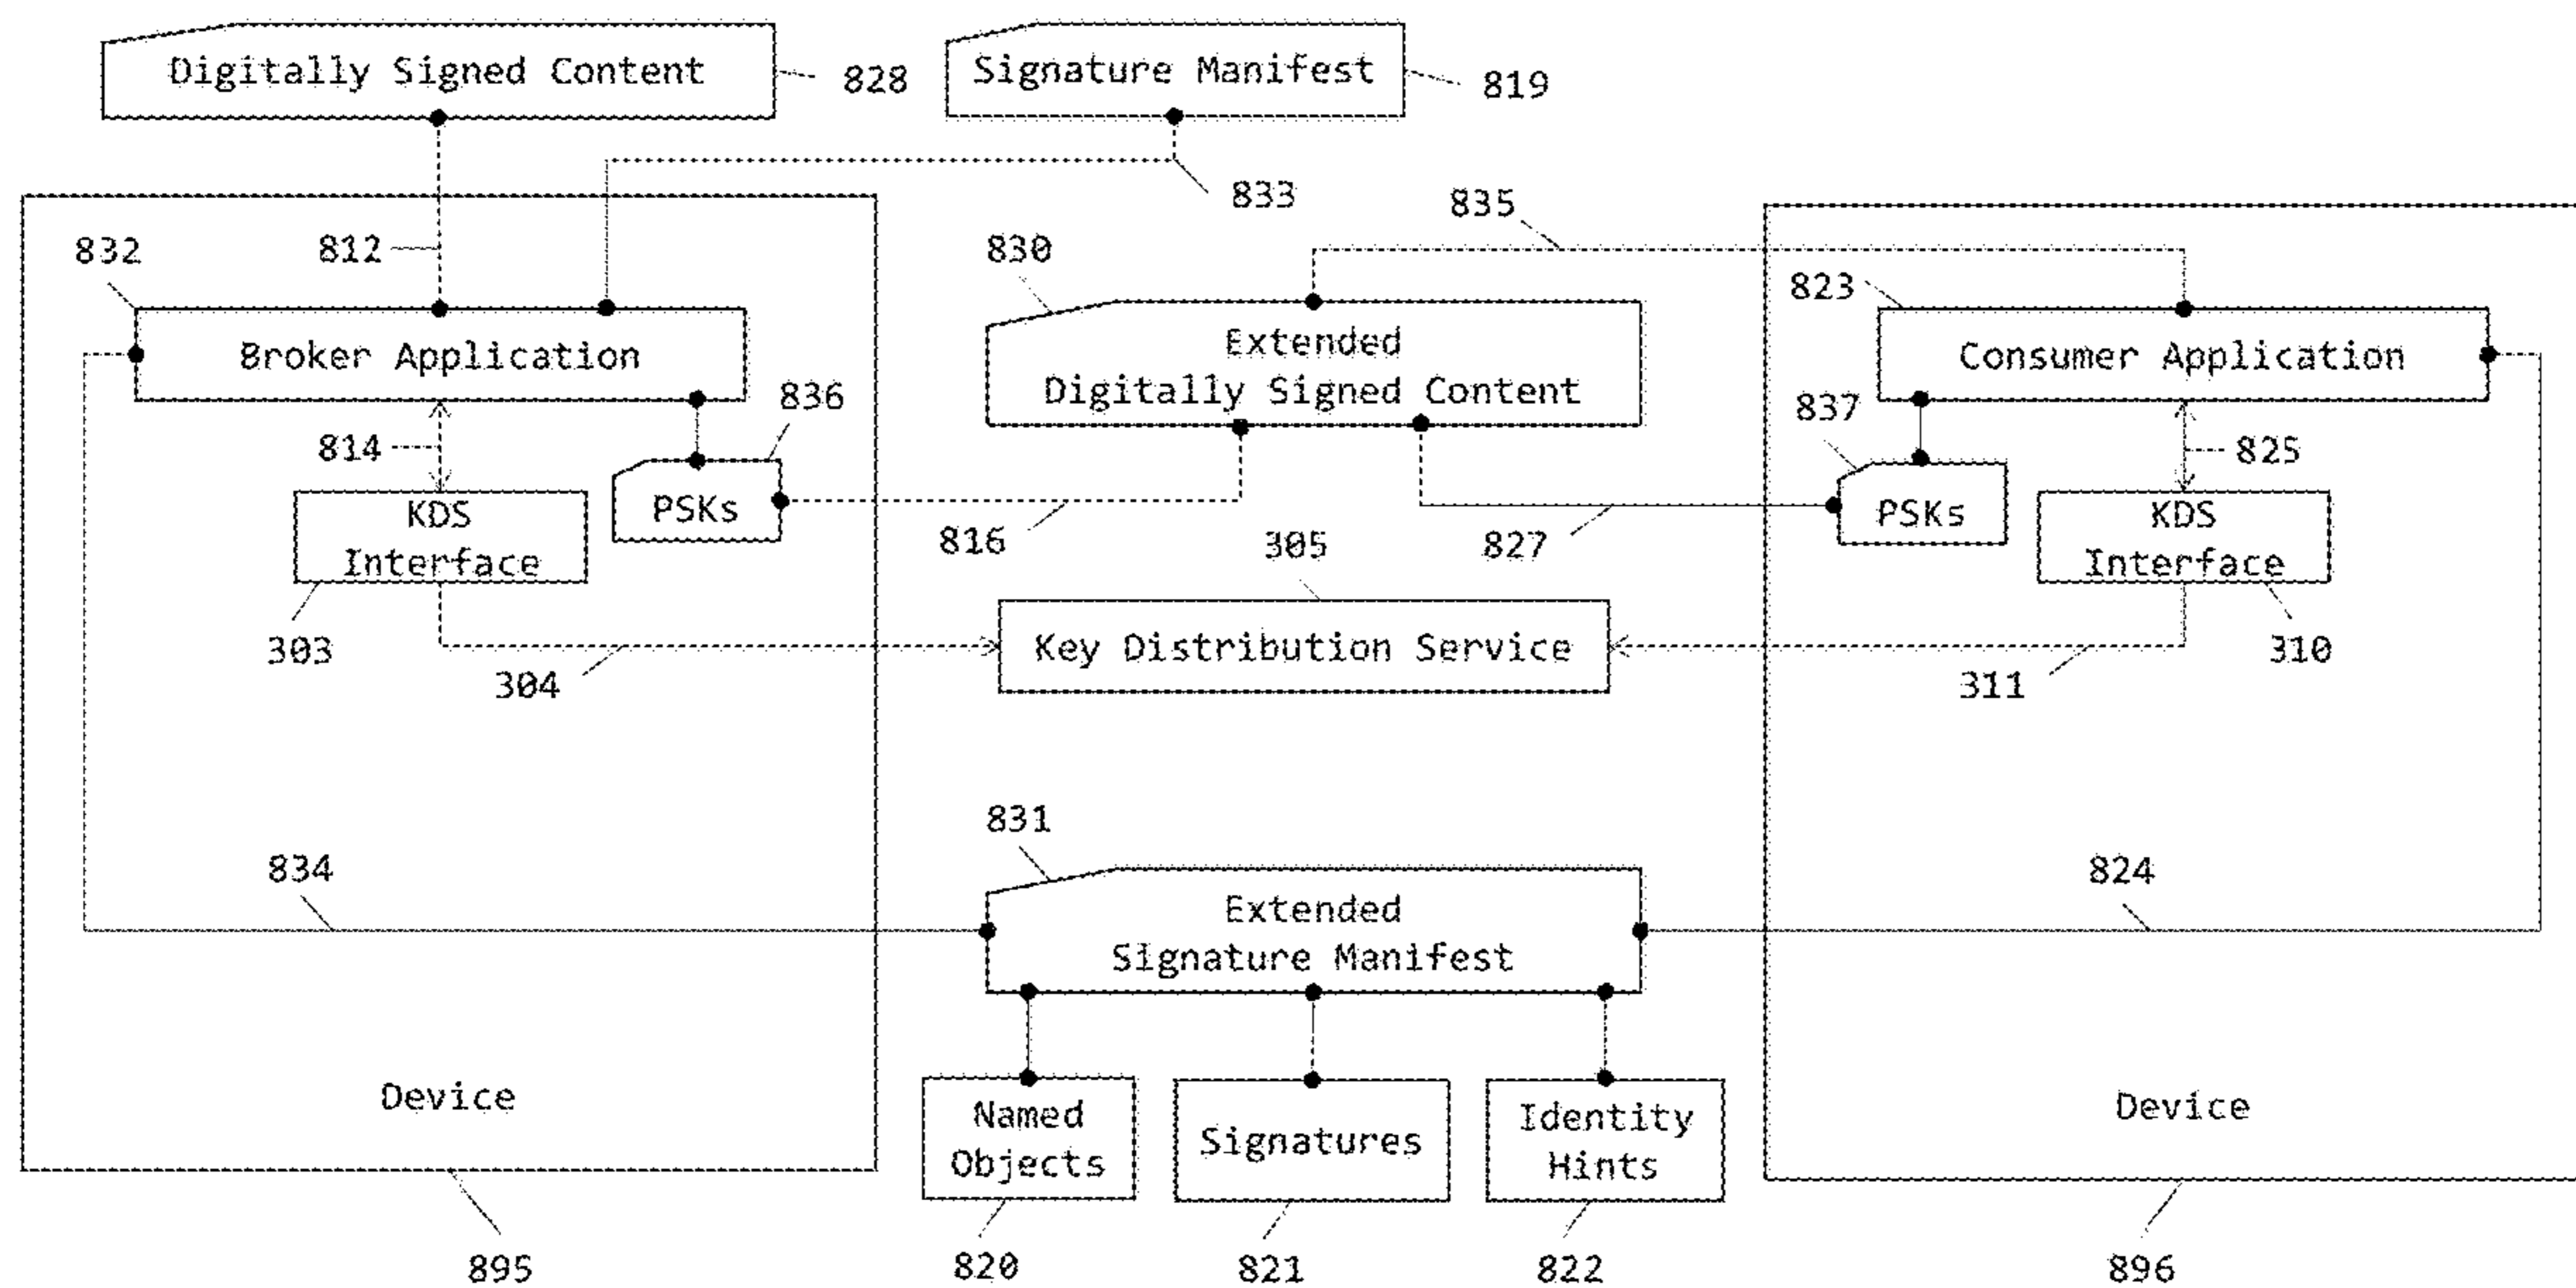 Digitally Signed Content
828
Signature Manifest
819
833
835
832
812
830
823
Broker Application
Extended
Digitally Signed Content
Consumer Application
836
837
814
825
KDS
Interface
PSKs
PSKs
KDS
Interface
816
305
827
303
304
Key Distribution Service
311
310
831
834
824
Extended
Signature Manifest
Device
Named
Objects
Signatures
Identity
Hints
Device
895
820
821
822
896